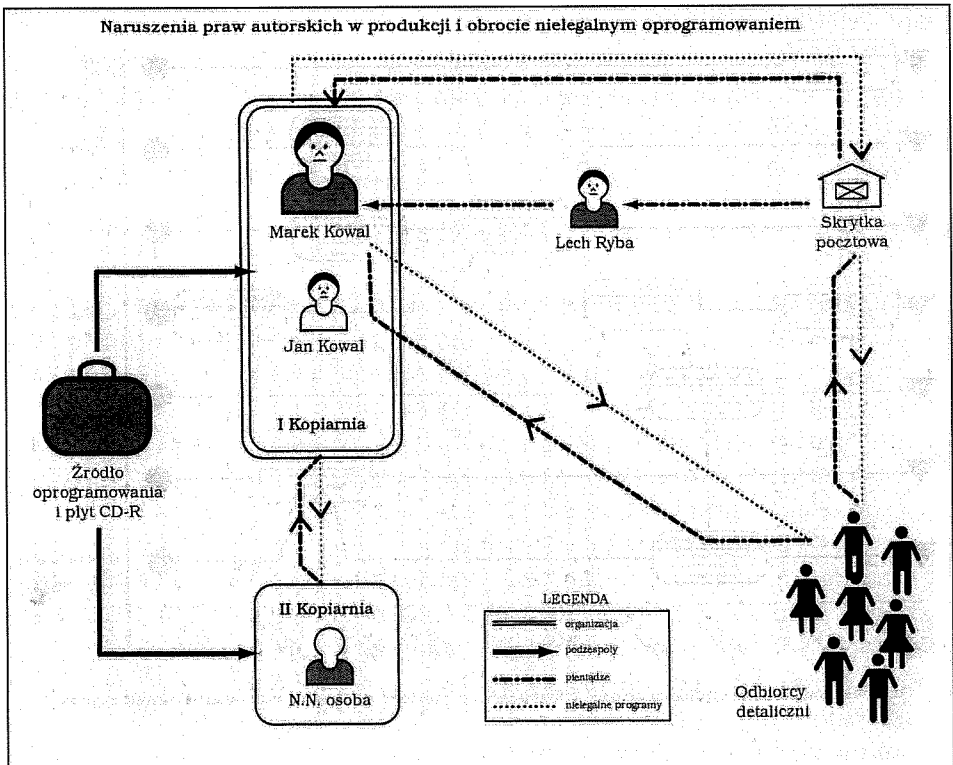 Naruszenia praw autorskich w produkcji i obrocie nielegalnym oprogramowaniem
Marek Kowal
Lech Ryba
Skrytka
pocztowa
Jan Kowal
I Kopiarnia
Źródło
oprogramowania
i płyt CD-R
II Kopiarnia
N.N. osoba
LEGENDA
organizacja
podzespoły
pieniądze
nielegalne programy
Odbiorcy
detaliczni